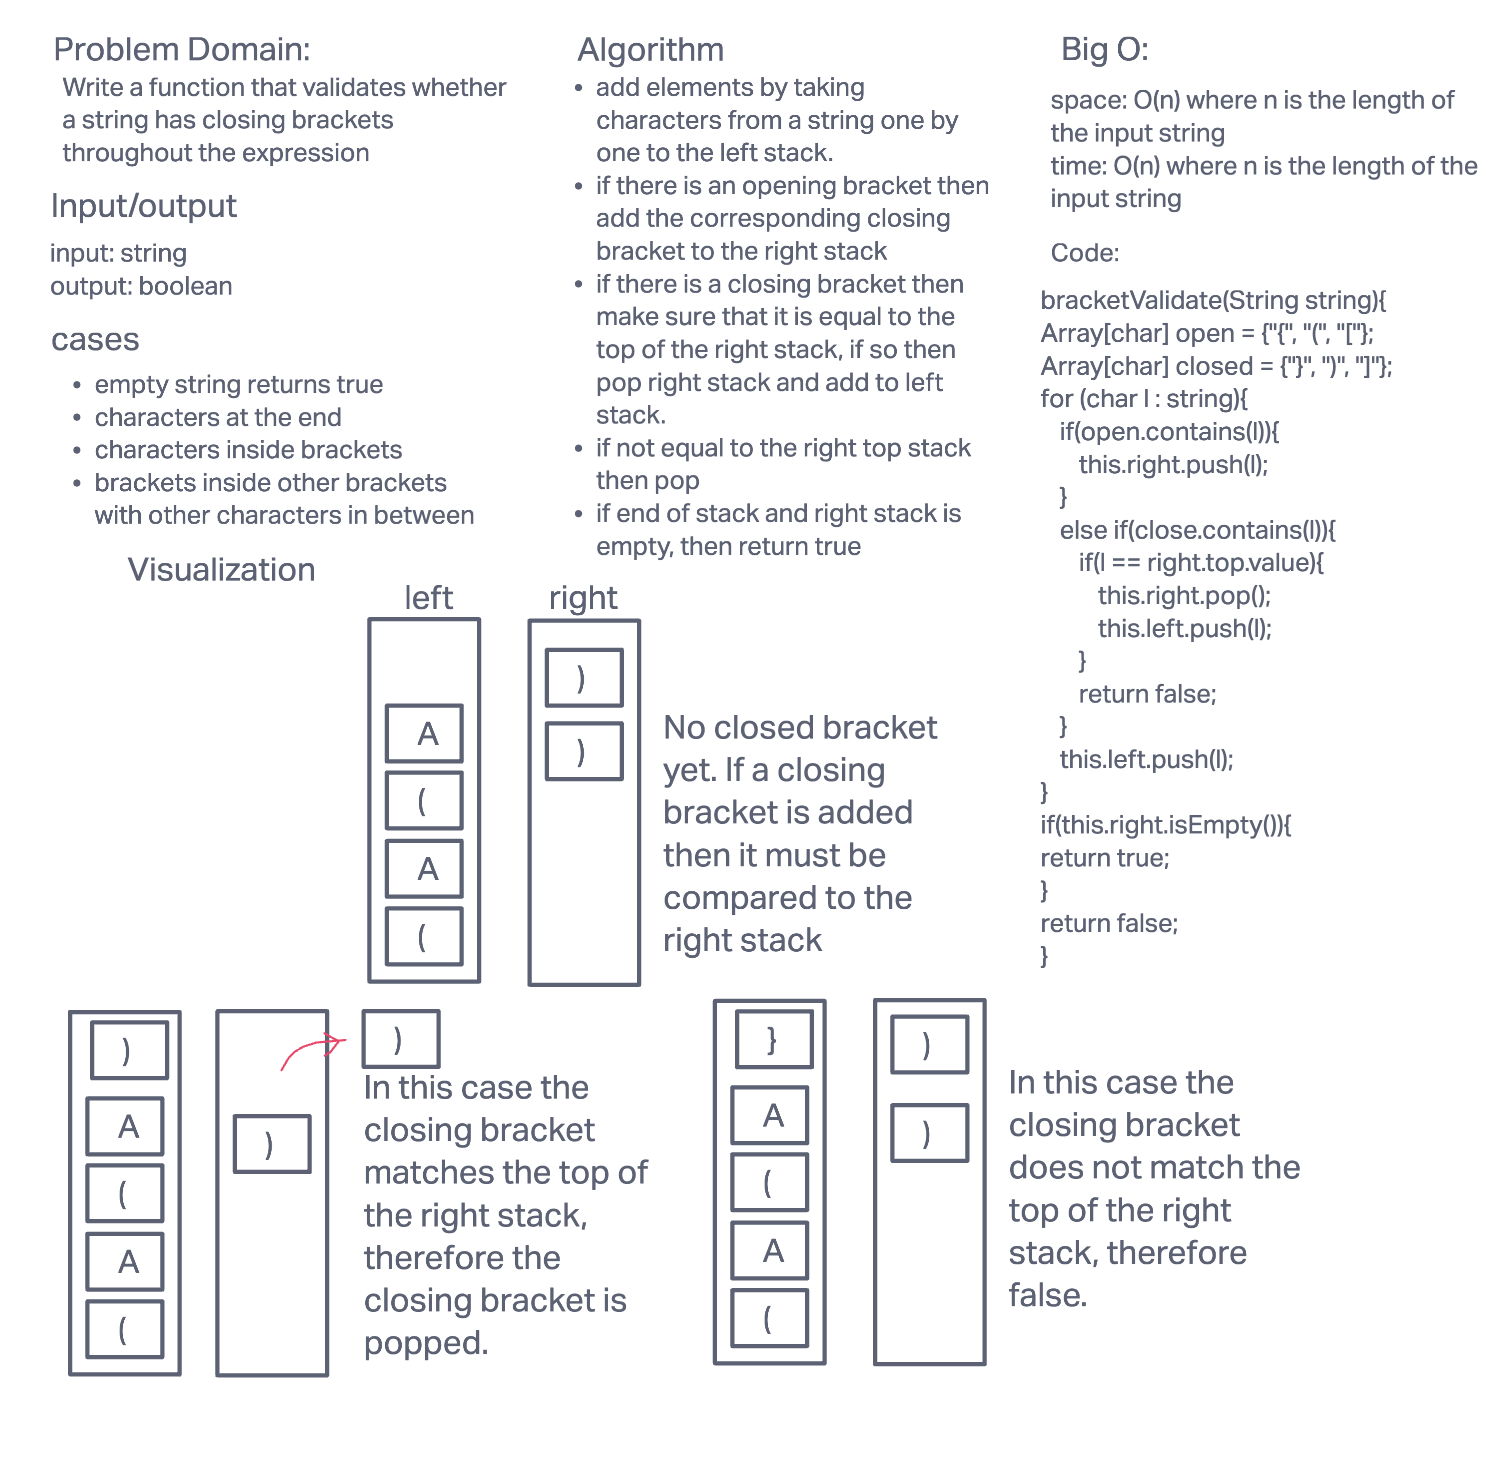 Problem Domain:
Write a function that validates whether
a string has closing brackets
throughout the expression
Input/output
input: string
output: boolean
cases
• empty string returns true
• characters at the end
• characters inside brackets
• brackets inside other brackets
with other characters in between
Algorithm
• add elements by taking
characters from a string one by
one to the left stack.
• if there is an opening bracket then
add the corresponding closing
bracket to the right stack
• if there is a closing bracket then
make sure that it is equal to the
top of the right stack, if so then
pop right stack and add to left
stack.
• if not equal to the right top stack
then pop
• if end of stack and right stack is
empty, then return true
Big O:
space: O(n) where n is the length of
the input string
time: O(n) where n is the length of the
input string
Code:
bracketValidate(String string){
Array[char] open = {"{", "(", "["};
Array[char] closed = {"}", ")", "]"};
for (char l : string){
if(open.contains(l)){
this.right.push(l);
}
else if(close.contains(l)){
if(l == right.top.value){
this.right.pop();
this.left.push(l);
}
return false;
}
this.left.push(l);
}
if(this.right.isEmpty()){
return true;
}
return false;
}
Visualization
left
A
(
A
(
right
)
)
No closed bracket
yet. If a closing
bracket is added
then it must be
compared to the
right stack
)
A
(
A
(
)
)
In this case the
closing bracket
matches the top of
the right stack,
therefore the
closing bracket is
popped.
}
A
(
A
(
)
)
In this case the
closing bracket
does not match the
top of the right
stack, therefore
false.